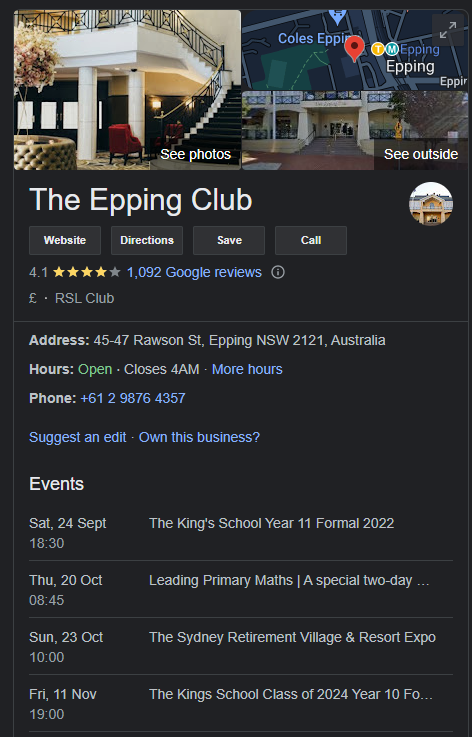 Coles Epping
T M Epping
Epping
Eppin
See photos
The Epping Club
See outside
The Epping Club
Website Directions Save Call
4.1 1,092 Google reviews
£ · RSL Club
Address: 45-47 Rawson St, Epping NSW 2121, Australia
Hours: Open · Closes 4AM · More hours
Phone: +61 2 9876 4357
Suggest an edit · Own this business?
Events
Sat, 24 Sept The King's School Year 11 Formal 2022
18:30
Thu, 20 Oct Leading Primary Maths | A special two-day …
08:45
Sun, 23 Oct The Sydney Retirement Village & Resort Expo
10:00
Fri, 11 Nov The Kings School Class of 2024 Year 10 Fo…
19:00